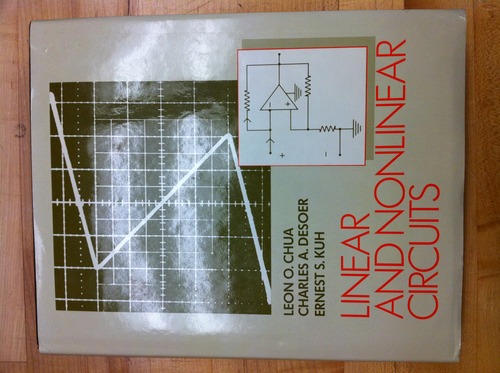 LEON O. CHUA
CHARLES A. DESOER
ERNEST S. KUH
LINEAR
AND NONLINEAR
CIRCUITS
+
−
−
+